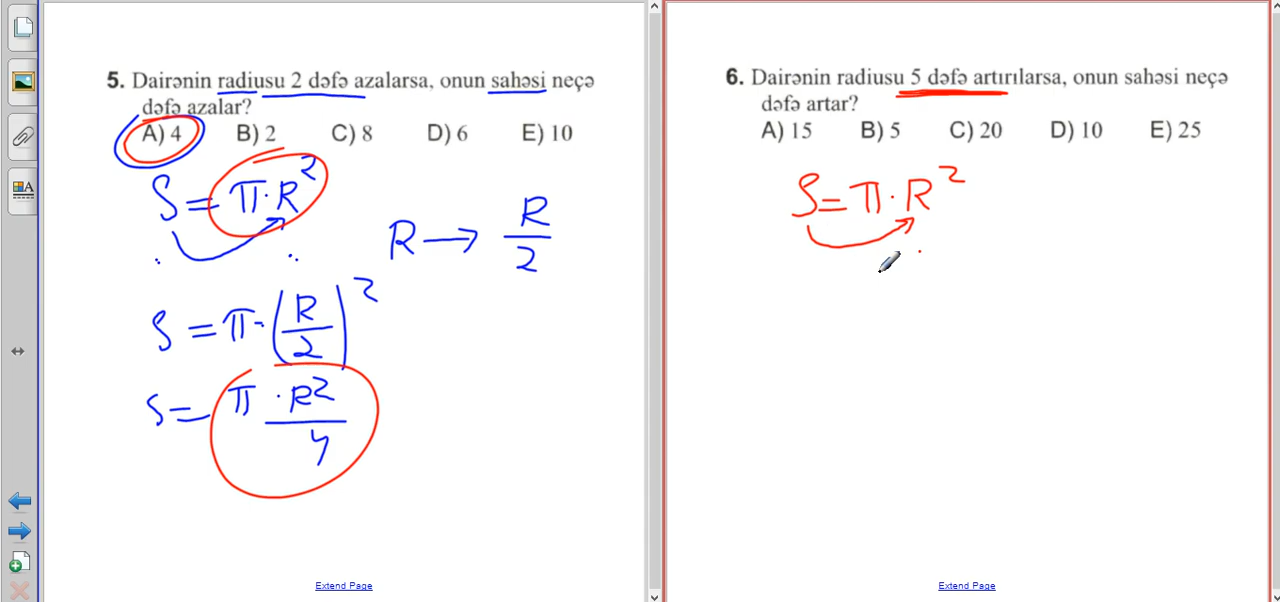 5. Dairənin radiusu 2 dəfə azalarsa, onun sahəsi neçə
dəfə azalar?
A) 4 B) 2 C) 8 D) 6 E) 10
S = π · R²
R → R/2
S = π · (R/2)²
S = π · R²/4
Extend Page
6. Dairənin radiusu 5 dəfə artırılarsa, onun sahəsi neçə
dəfə artar?
A) 15 B) 5 C) 20 D) 10 E) 25
S = π · R²
Extend Page